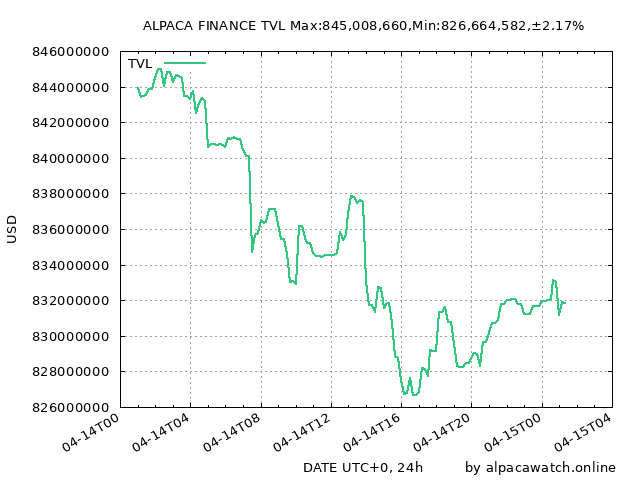 ALPACA FINANCE TVL Max:845,008,660,Min:826,664,582,±2.17%
846000000
TVL
844000000
842000000
840000000
838000000
836000000
USD
834000000
832000000
830000000
828000000
826000000
04-14T00
04-14T04
04-14T08
04-14T12
04-14T16
04-14T20
04-15T00
04-15T04
DATE UTC+0, 24h
by alpacawatch.online